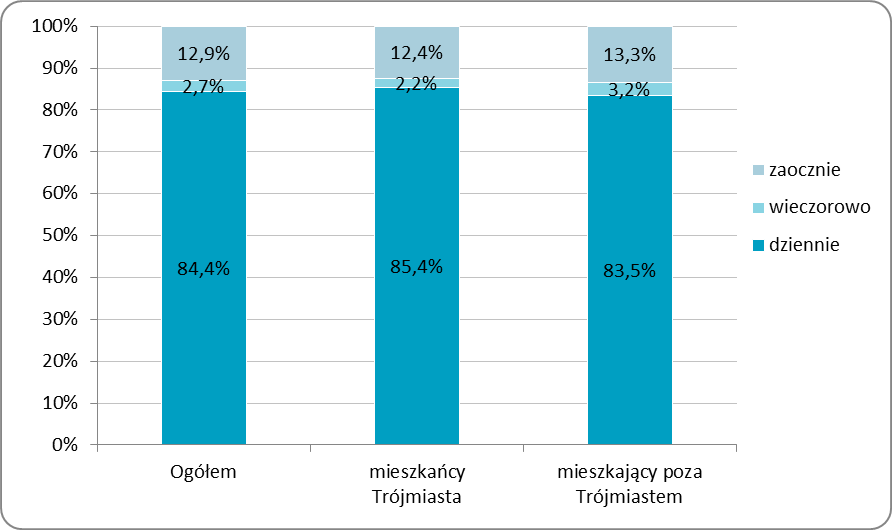 100%
90%
80%
70%
60%
50%
40%
30%
20%
10%
0%
12,9%
12,4%
13,3%
2,7%
2,2%
3,2%
84,4%
85,4%
83,5%
Ogółem
mieszkańcy
Trójmiasta
mieszkający poza
Trójmiastem
zaocznie
wieczorowo
dziennie